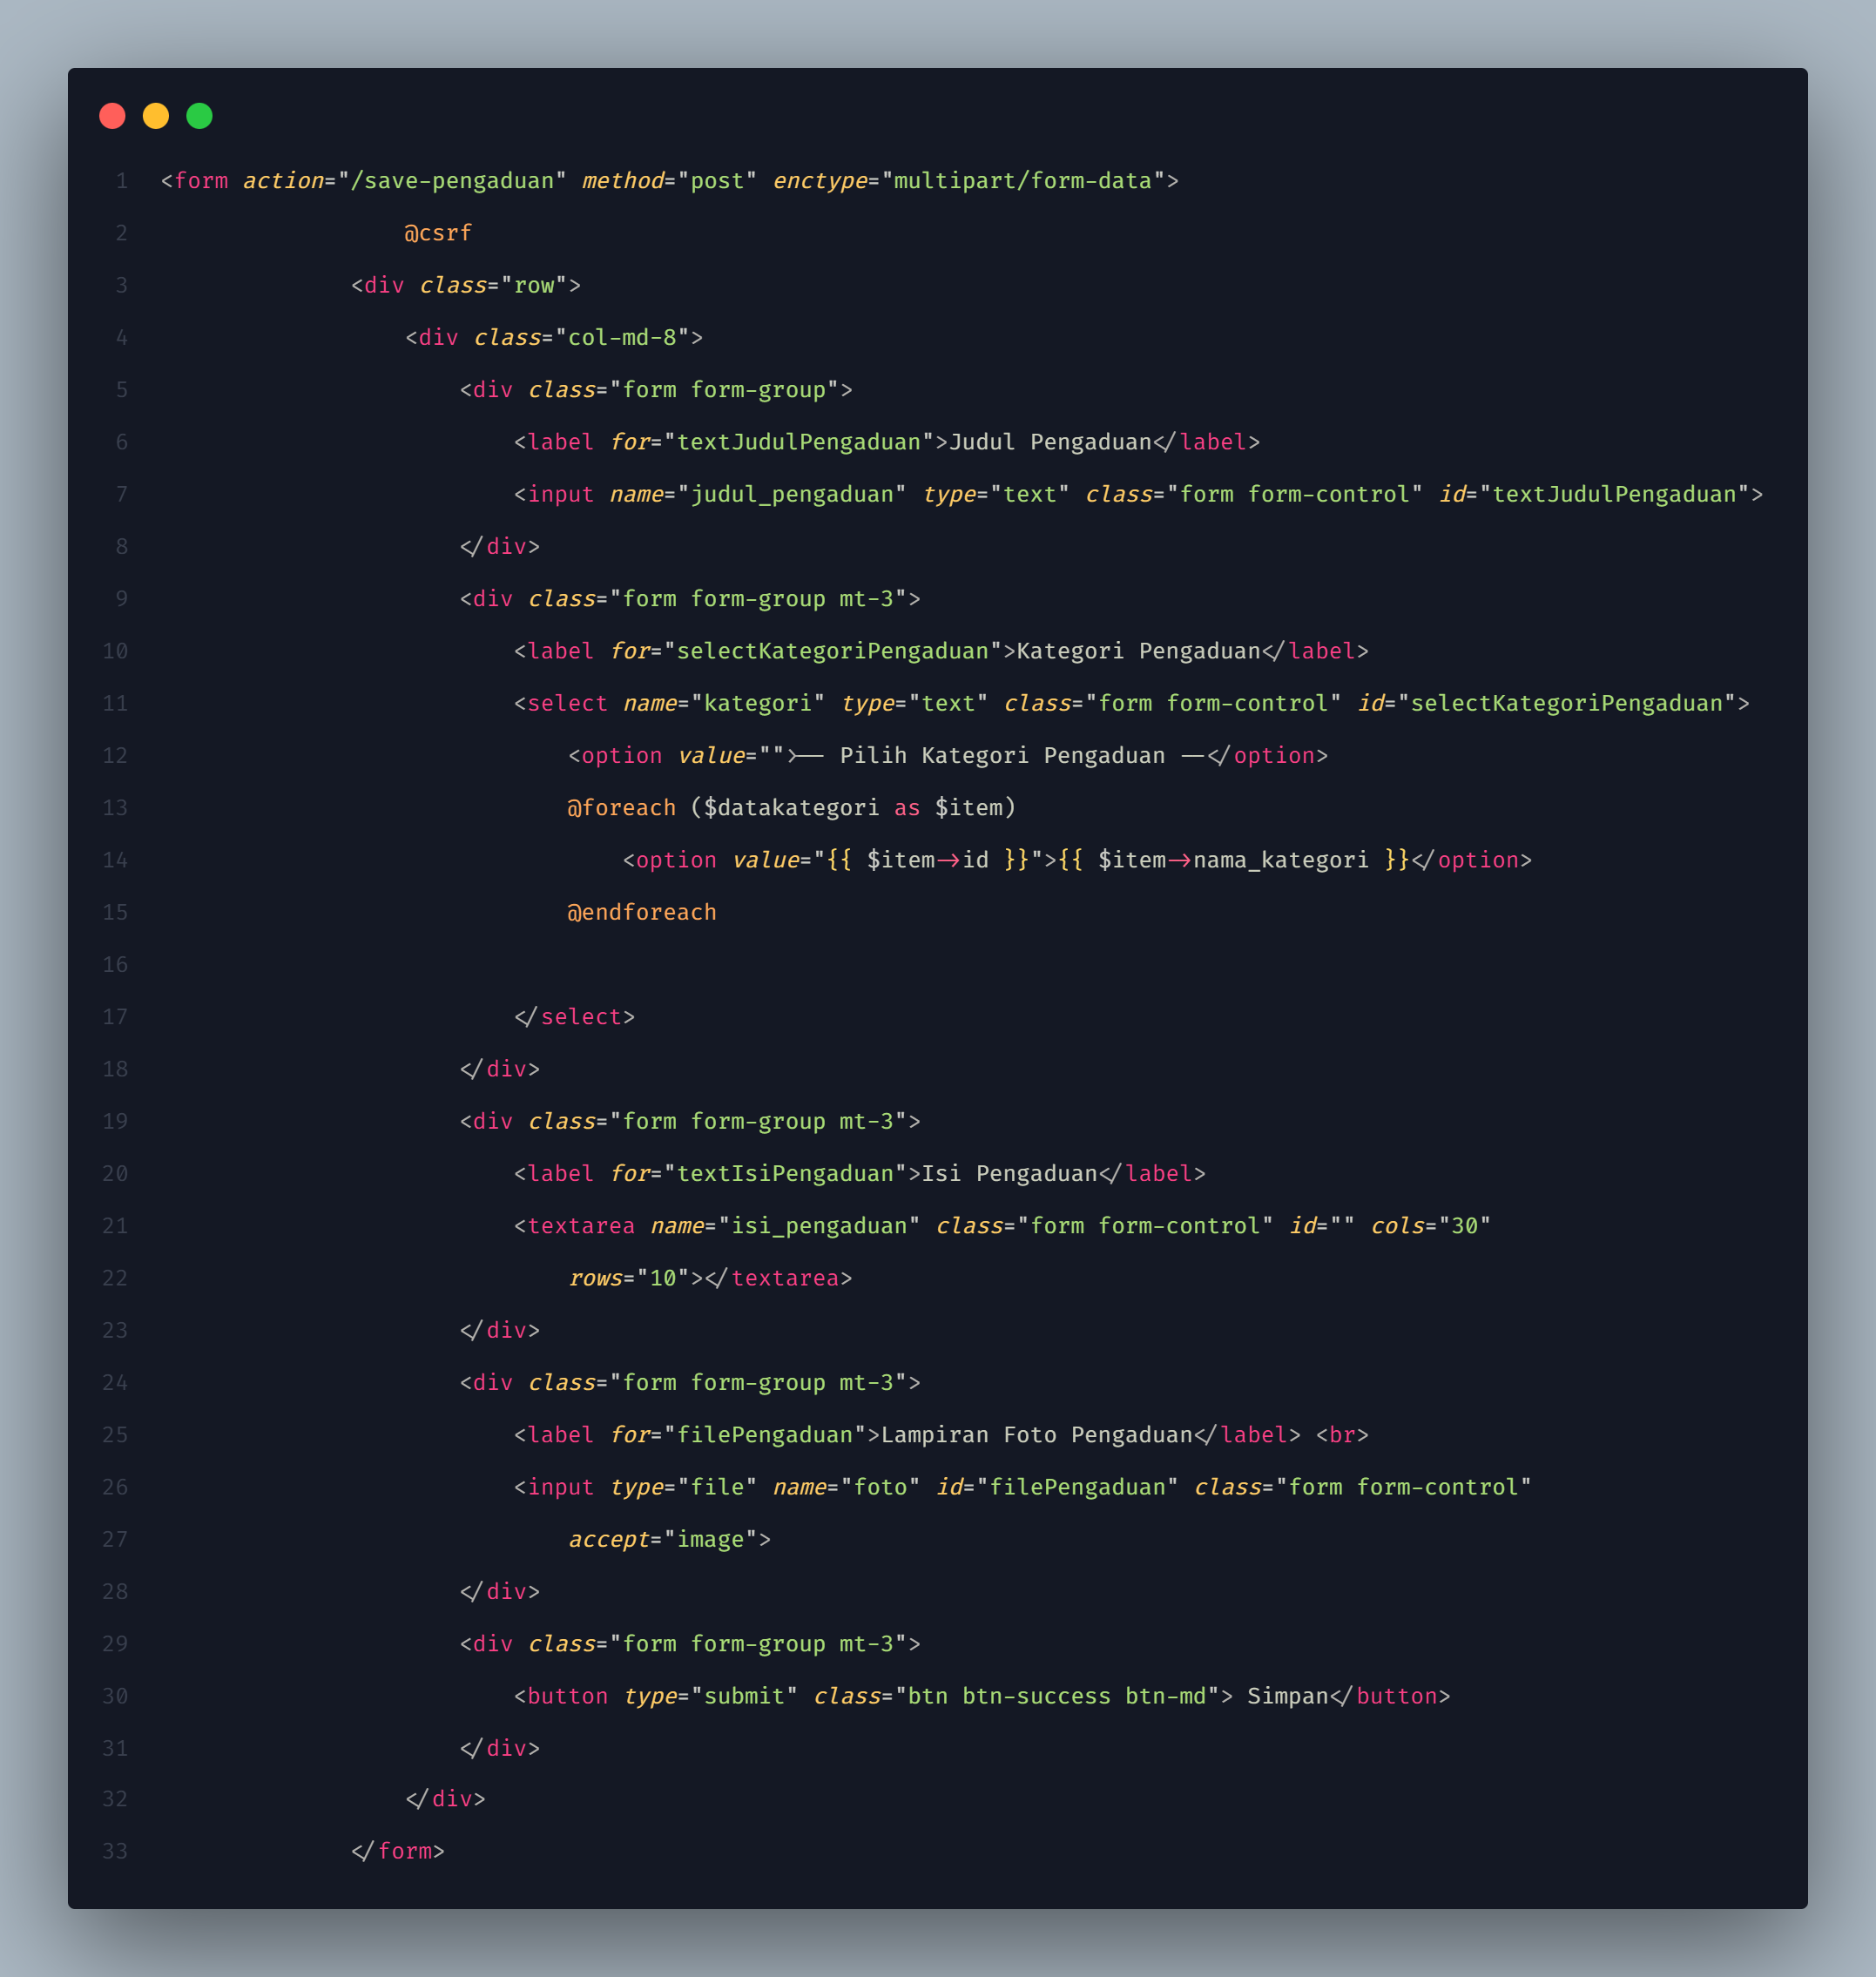 1 <form action="/save-pengaduan" method="post" enctype="multipart/form-data">
2 @csrf
3 <div class="row">
4 <div class="col-md-8">
5 <div class="form form-group">
6 <label for="textJudulPengaduan">Judul Pengaduan</label>
7 <input name="judul_pengaduan" type="text" class="form form-control" id="textJudulPengaduan">
8 </div>
9 <div class="form form-group mt-3">
10 <label for="selectKategoriPengaduan">Kategori Pengaduan</label>
11 <select name="kategori" type="text" class="form form-control" id="selectKategoriPengaduan">
12 <option value="">-- Pilih Kategori Pengaduan --</option>
13 @foreach ($datakategori as $item)
14 <option value="{{ $item->id }}">{{ $item->nama_kategori }}</option>
15 @endforeach
16
17 </select>
18 </div>
19 <div class="form form-group mt-3">
20 <label for="textIsiPengaduan">Isi Pengaduan</label>
21 <textarea name="isi_pengaduan" class="form form-control" id="" cols="30"
22 rows="10"></textarea>
23 </div>
24 <div class="form form-group mt-3">
25 <label for="filePengaduan">Lampiran Foto Pengaduan</label> <br>
26 <input type="file" name="foto" id="filePengaduan" class="form form-control"
27 accept="image">
28 </div>
29 <div class="form form-group mt-3">
30 <button type="submit" class="btn btn-success btn-md"> Simpan</button>
31 </div>
32 </div>
33 </form>